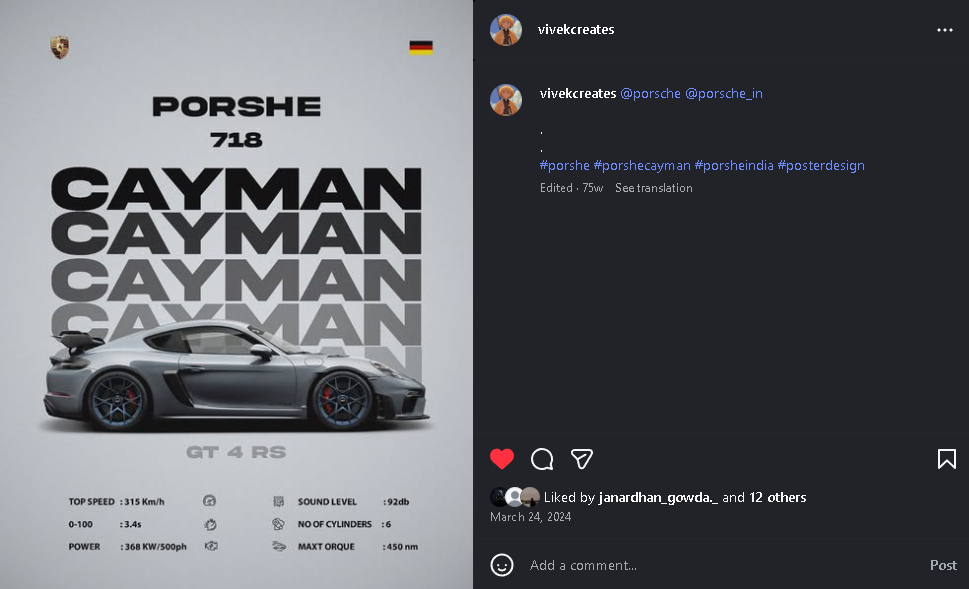 PORSHE
718
CAYMAN
CAYMAN
CAYMAN
CAYMAN
GT 4 RS
TOP SPEED : 315 Km/h
0-100 : 3.4s
POWER : 368 KW/500ph
SOUND LEVEL : 92db
NO OF CYLINDERS : 6
MAXT ORQUE : 450 nm
vivekcreates
vivekcreates @porsche @porsche_in
.
.
#porshe #porshecayman #porsheindia #posterdesign
Edited · 75w See translation
Liked by janardhan_gowda._ and 12 others
March 24, 2024
Add a comment... Post